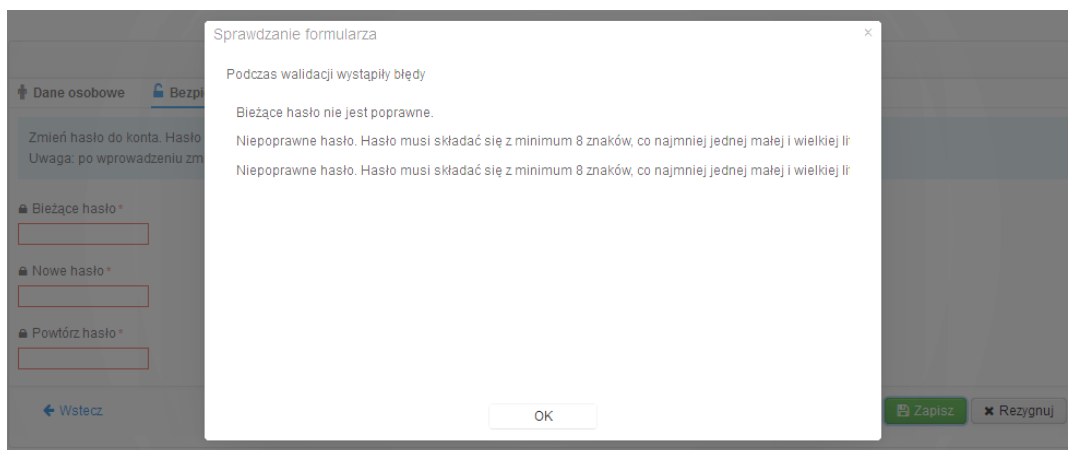 Sprawdzanie formularza
×
Podczas walidacji wystąpiły błędy
Dane osobowe
Bieżące hasło nie jest poprawne.
Zmień hasło do konta. Hasło
Niepoprawne hasło. Hasło musi składać się z minimum 8 znaków, co najmniej jednej małej i wielkiej
Uwaga: po wprowadzeniu
Niepoprawne hasło. Hasło musi składać się z minimum 8 znaków, co najmniej jednej małej i wielkiej
Bieżące hasło *
Nowe hasło *
Powtórz hasło *
Wstecz
OK
Zapisz
Rezygnuj